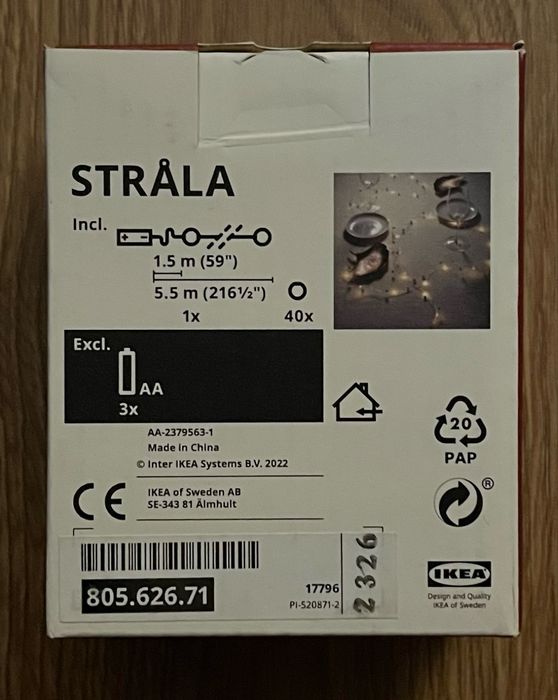 STRÅLA
Incl.
1.5 m (59")
5.5 m (216½")
1x 40x
Excl.
AA
3x
AA-2379563-1
Made in China
© Inter IKEA Systems B.V. 2022
20
PAP
CE
IKEA of Sweden AB
SE-343 81 Älmhult
®
805.626.71
17796
PI-520871-2
2326
IKEA
Design and Quality
IKEA of Sweden